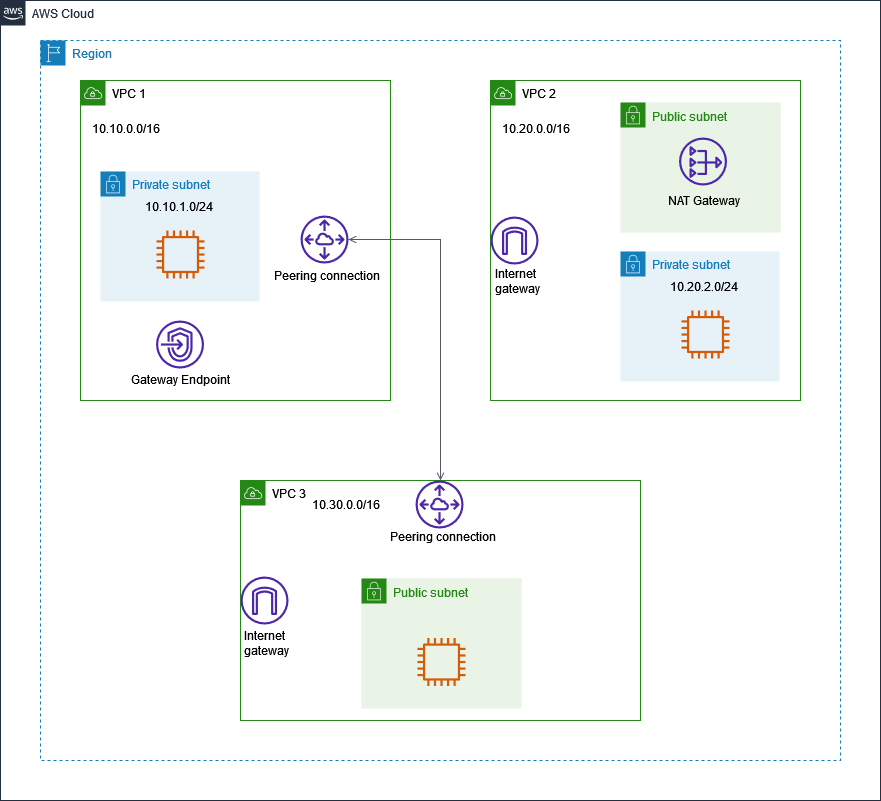 aws
AWS Cloud
Region
VPC 1
10.10.0.0/16
Private subnet
10.10.1.0/24
Peering connection
Gateway Endpoint
VPC 2
10.20.0.0/16
Public subnet
NAT Gateway
Internet
gateway
Private subnet
10.20.2.0/24
VPC 3
10.30.0.0/16
Peering connection
Internet
gateway
Public subnet